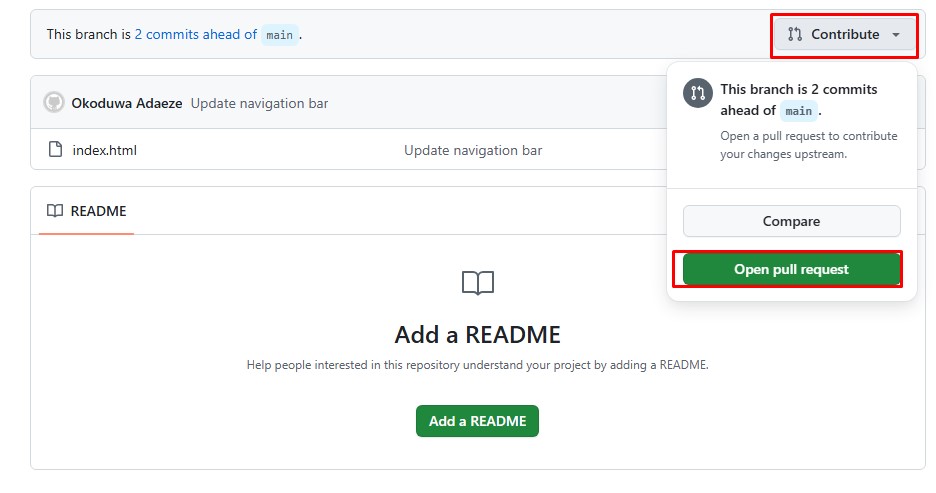 This branch is 2 commits ahead of main .
Contribute
This branch is 2 commits
ahead of main .
Open a pull request to contribute
your changes upstream.
Compare
Open pull request
Okoduwa Adaeze Update navigation bar
index.html Update navigation bar
README
Add a README
Help people interested in this repository understand your project by adding a README.
Add a README